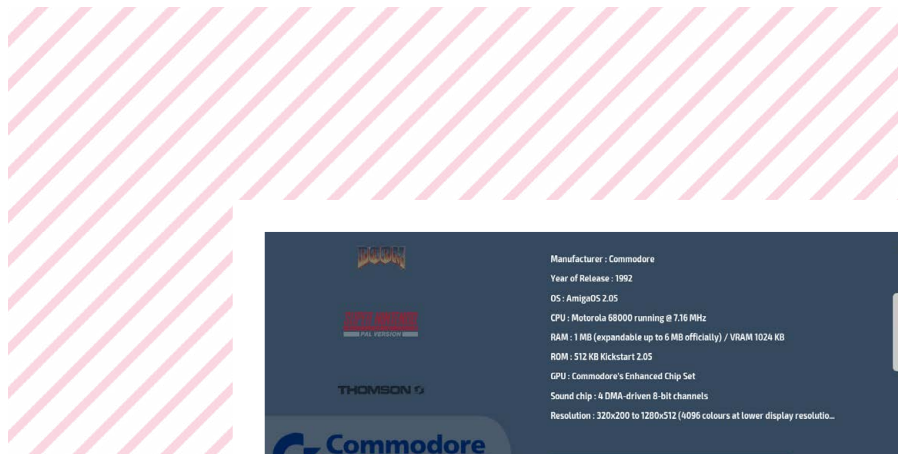 DOOM
PAL VERSION
THOMSON
Commodore
Manufacturer : Commodore
Year of Release : 1992
OS : AmigaOS 2.05
CPU : Motorola 68000 running @ 7.16 MHz
RAM : 1 MB (expandable up to 6 MB officially) / VRAM 1024 KB
ROM : 512 KB Kickstart 2.05
GPU : Commodore's Enhanced Chip Set
Sound chip : 4 DMA-driven 8-bit channels
Resolution : 320x200 to 1280x512 (4096 colours at lower display resolutio...